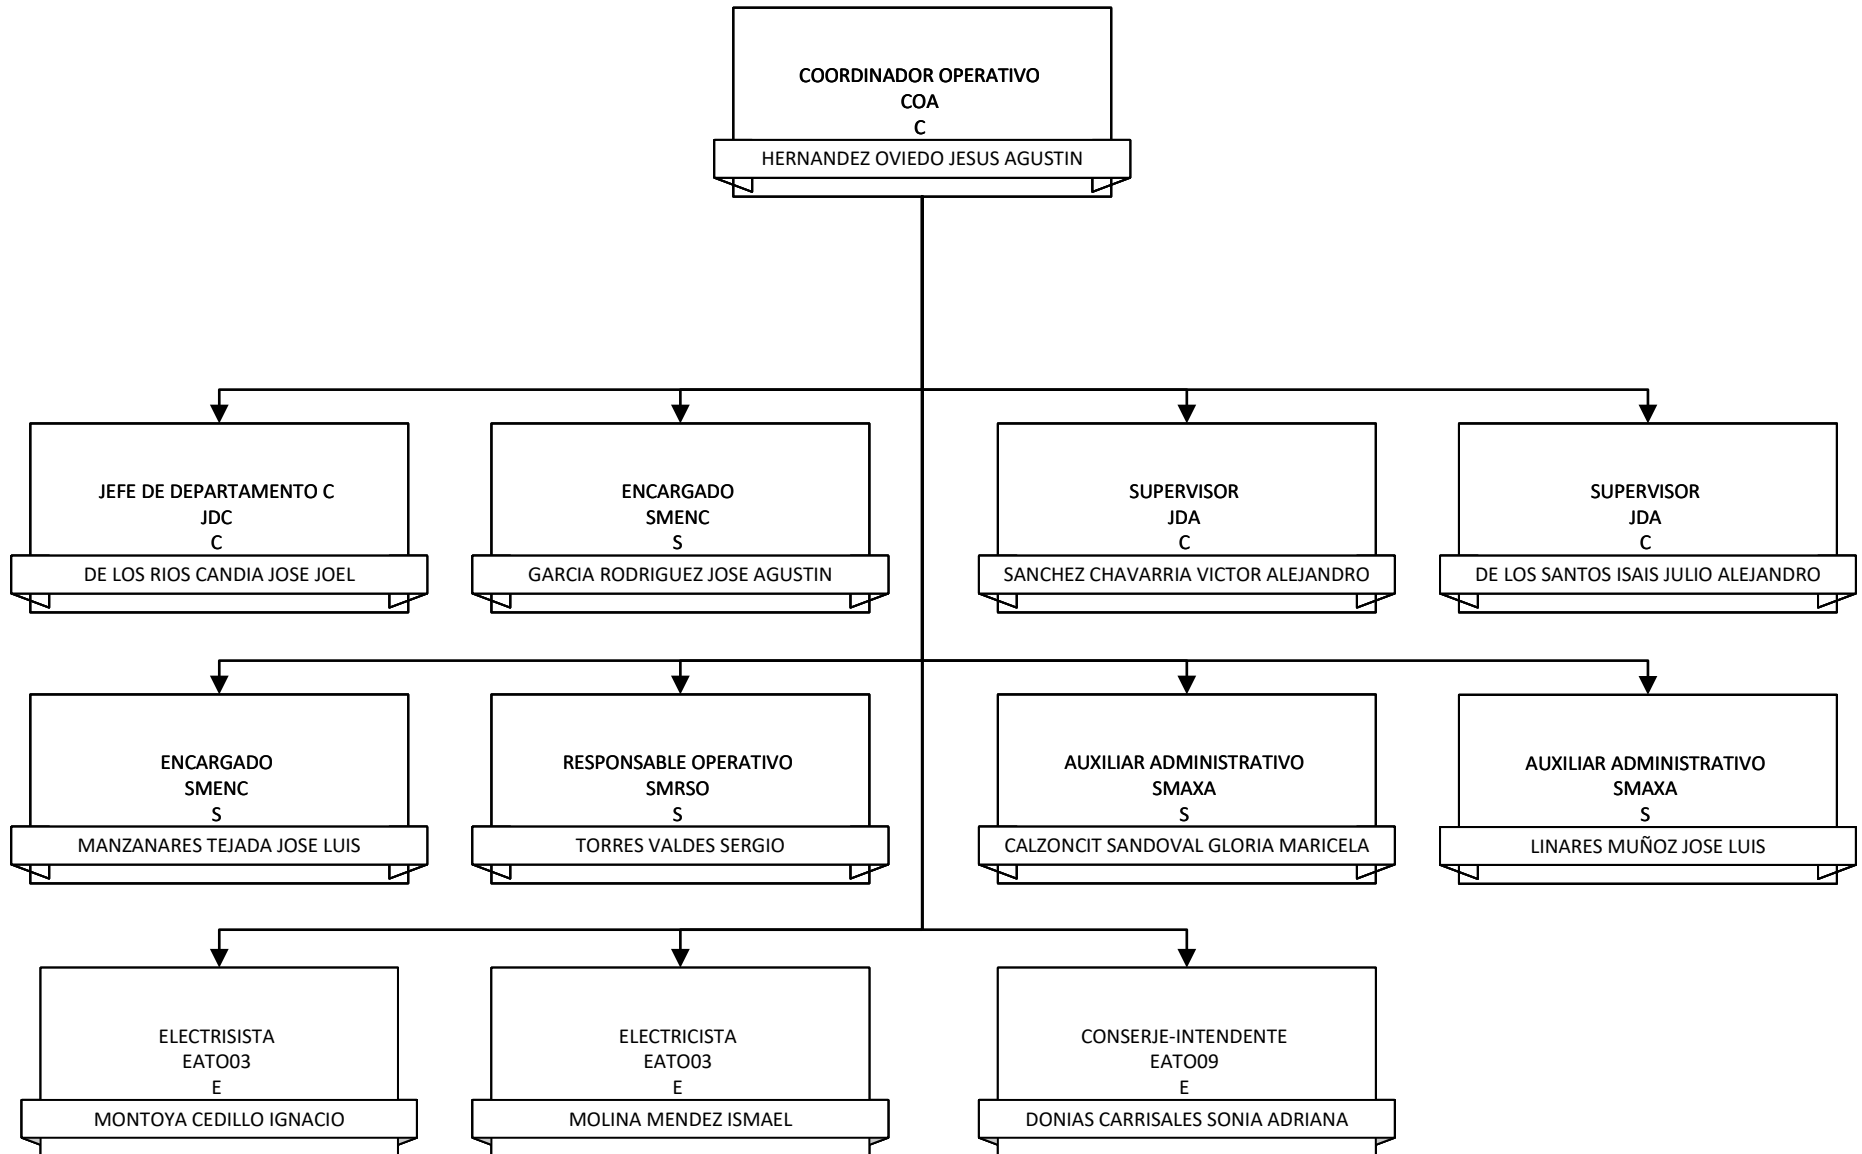 COORDINADOR OPERATIVO
COA
C
HERNANDEZ OVIEDO JESUS AGUSTIN
JEFE DE DEPARTAMENTO C
JDC
C
DE LOS RIOS CANDIA JOSE JOEL
ENCARGADO
SMENC
S
GARCIA RODRIGUEZ JOSE AGUSTIN
SUPERVISOR
JDA
C
SANCHEZ CHAVARRIA VICTOR ALEJANDRO
SUPERVISOR
JDA
C
DE LOS SANTOS ISAIS JULIO ALEJANDRO
ENCARGADO
SMENC
S
MANZANARES TEJADA JOSE LUIS
RESPONSABLE OPERATIVO
SMRSO
S
TORRES VALDES SERGIO
AUXILIAR ADMINISTRATIVO
SMAXA
S
CALZONCIT SANDOVAL GLORIA MARICELA
AUXILIAR ADMINISTRATIVO
SMAXA
S
LINARES MUÑOZ JOSE LUIS
ELECTRISISTA
EATO03
E
MONTOYA CEDILLO IGNACIO
ELECTRICISTA
EATO03
E
MOLINA MENDEZ ISMAEL
CONSERJE-INTENDENTE
EATO09
E
DONIAS CARRISALES SONIA ADRIANA